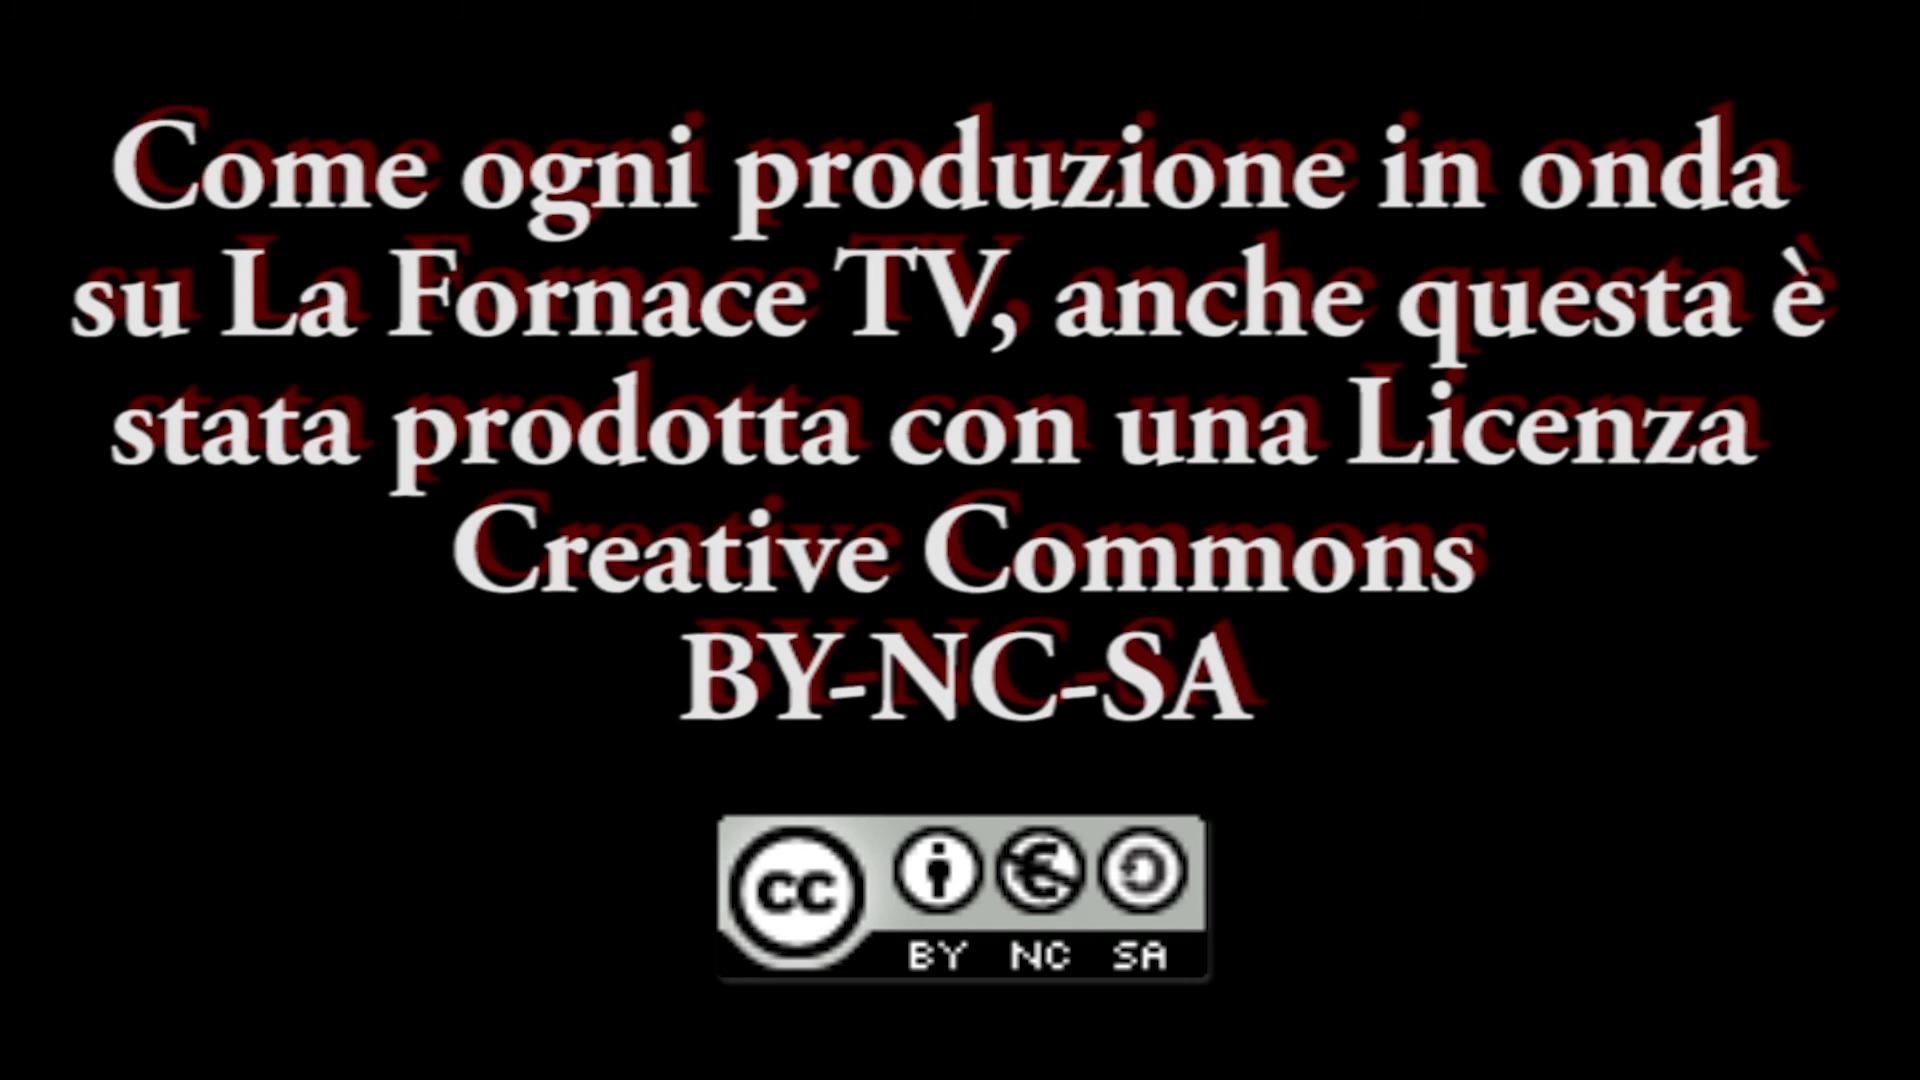 Come ogni produzione in onda
su La Fornace TV, anche questa è
stata prodotta con una Licenza
Creative Commons
BY-NC-SA
cc
BY NC SA